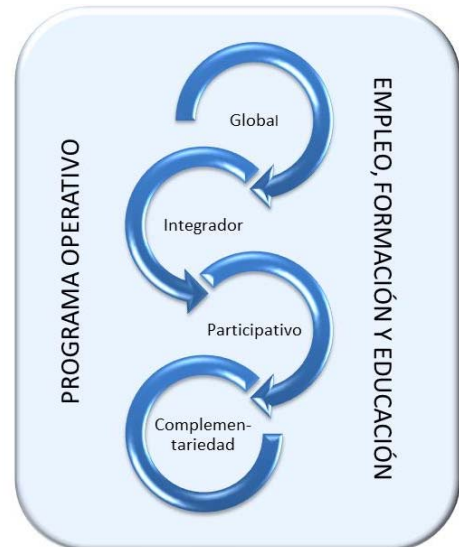 PROGRAMA OPERATIVO
Global
Integrador
Participativo
Complemen-
tariedad
EMPLEO, FORMACIÓN Y EDUCACIÓN